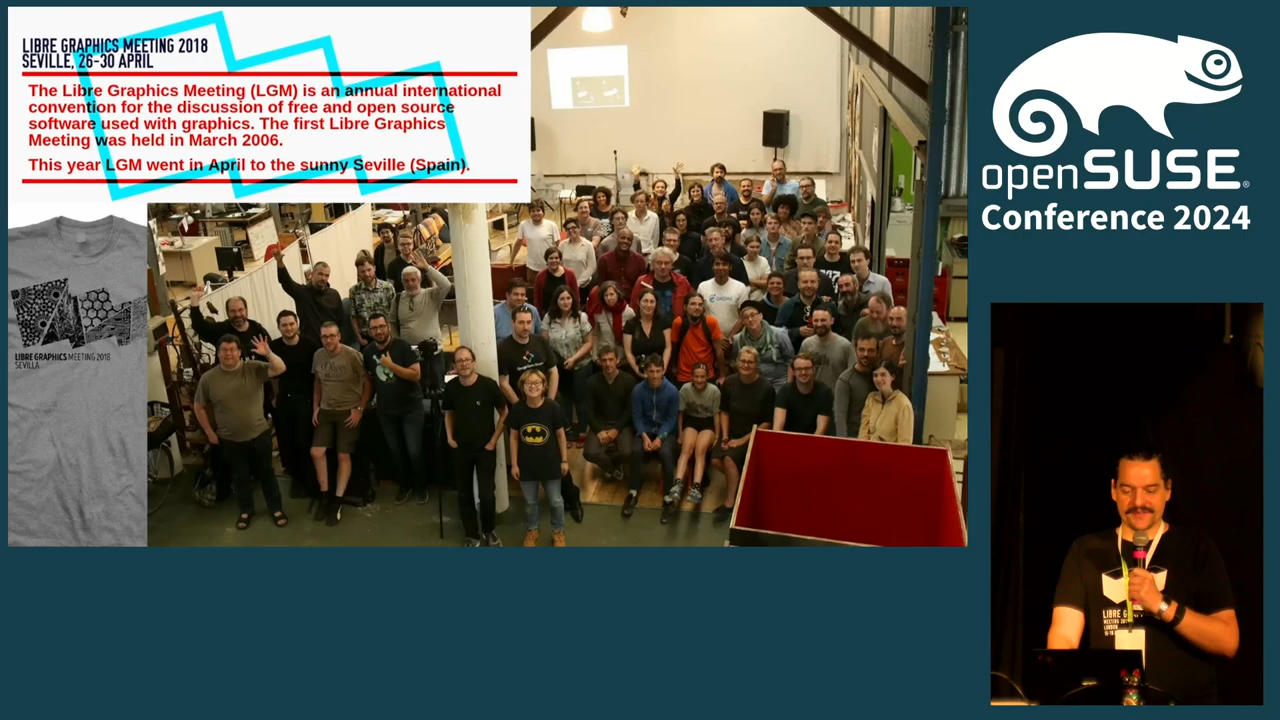 LIBRE GRAPHICS MEETING 2018
SEVILLE, 26-30 APRIL
The Libre Graphics Meeting (LGM) is an annual international
convention for the discussion of free and open source
software used with graphics. The first Libre Graphics
Meeting was held in March 2006.
This year LGM went in April to the sunny Seville (Spain).
LIBRE GRAPHICS MEETING 2018
SEVILLA
openSUSE®
Conference 2024
LIBRE
MEETING
LONDON